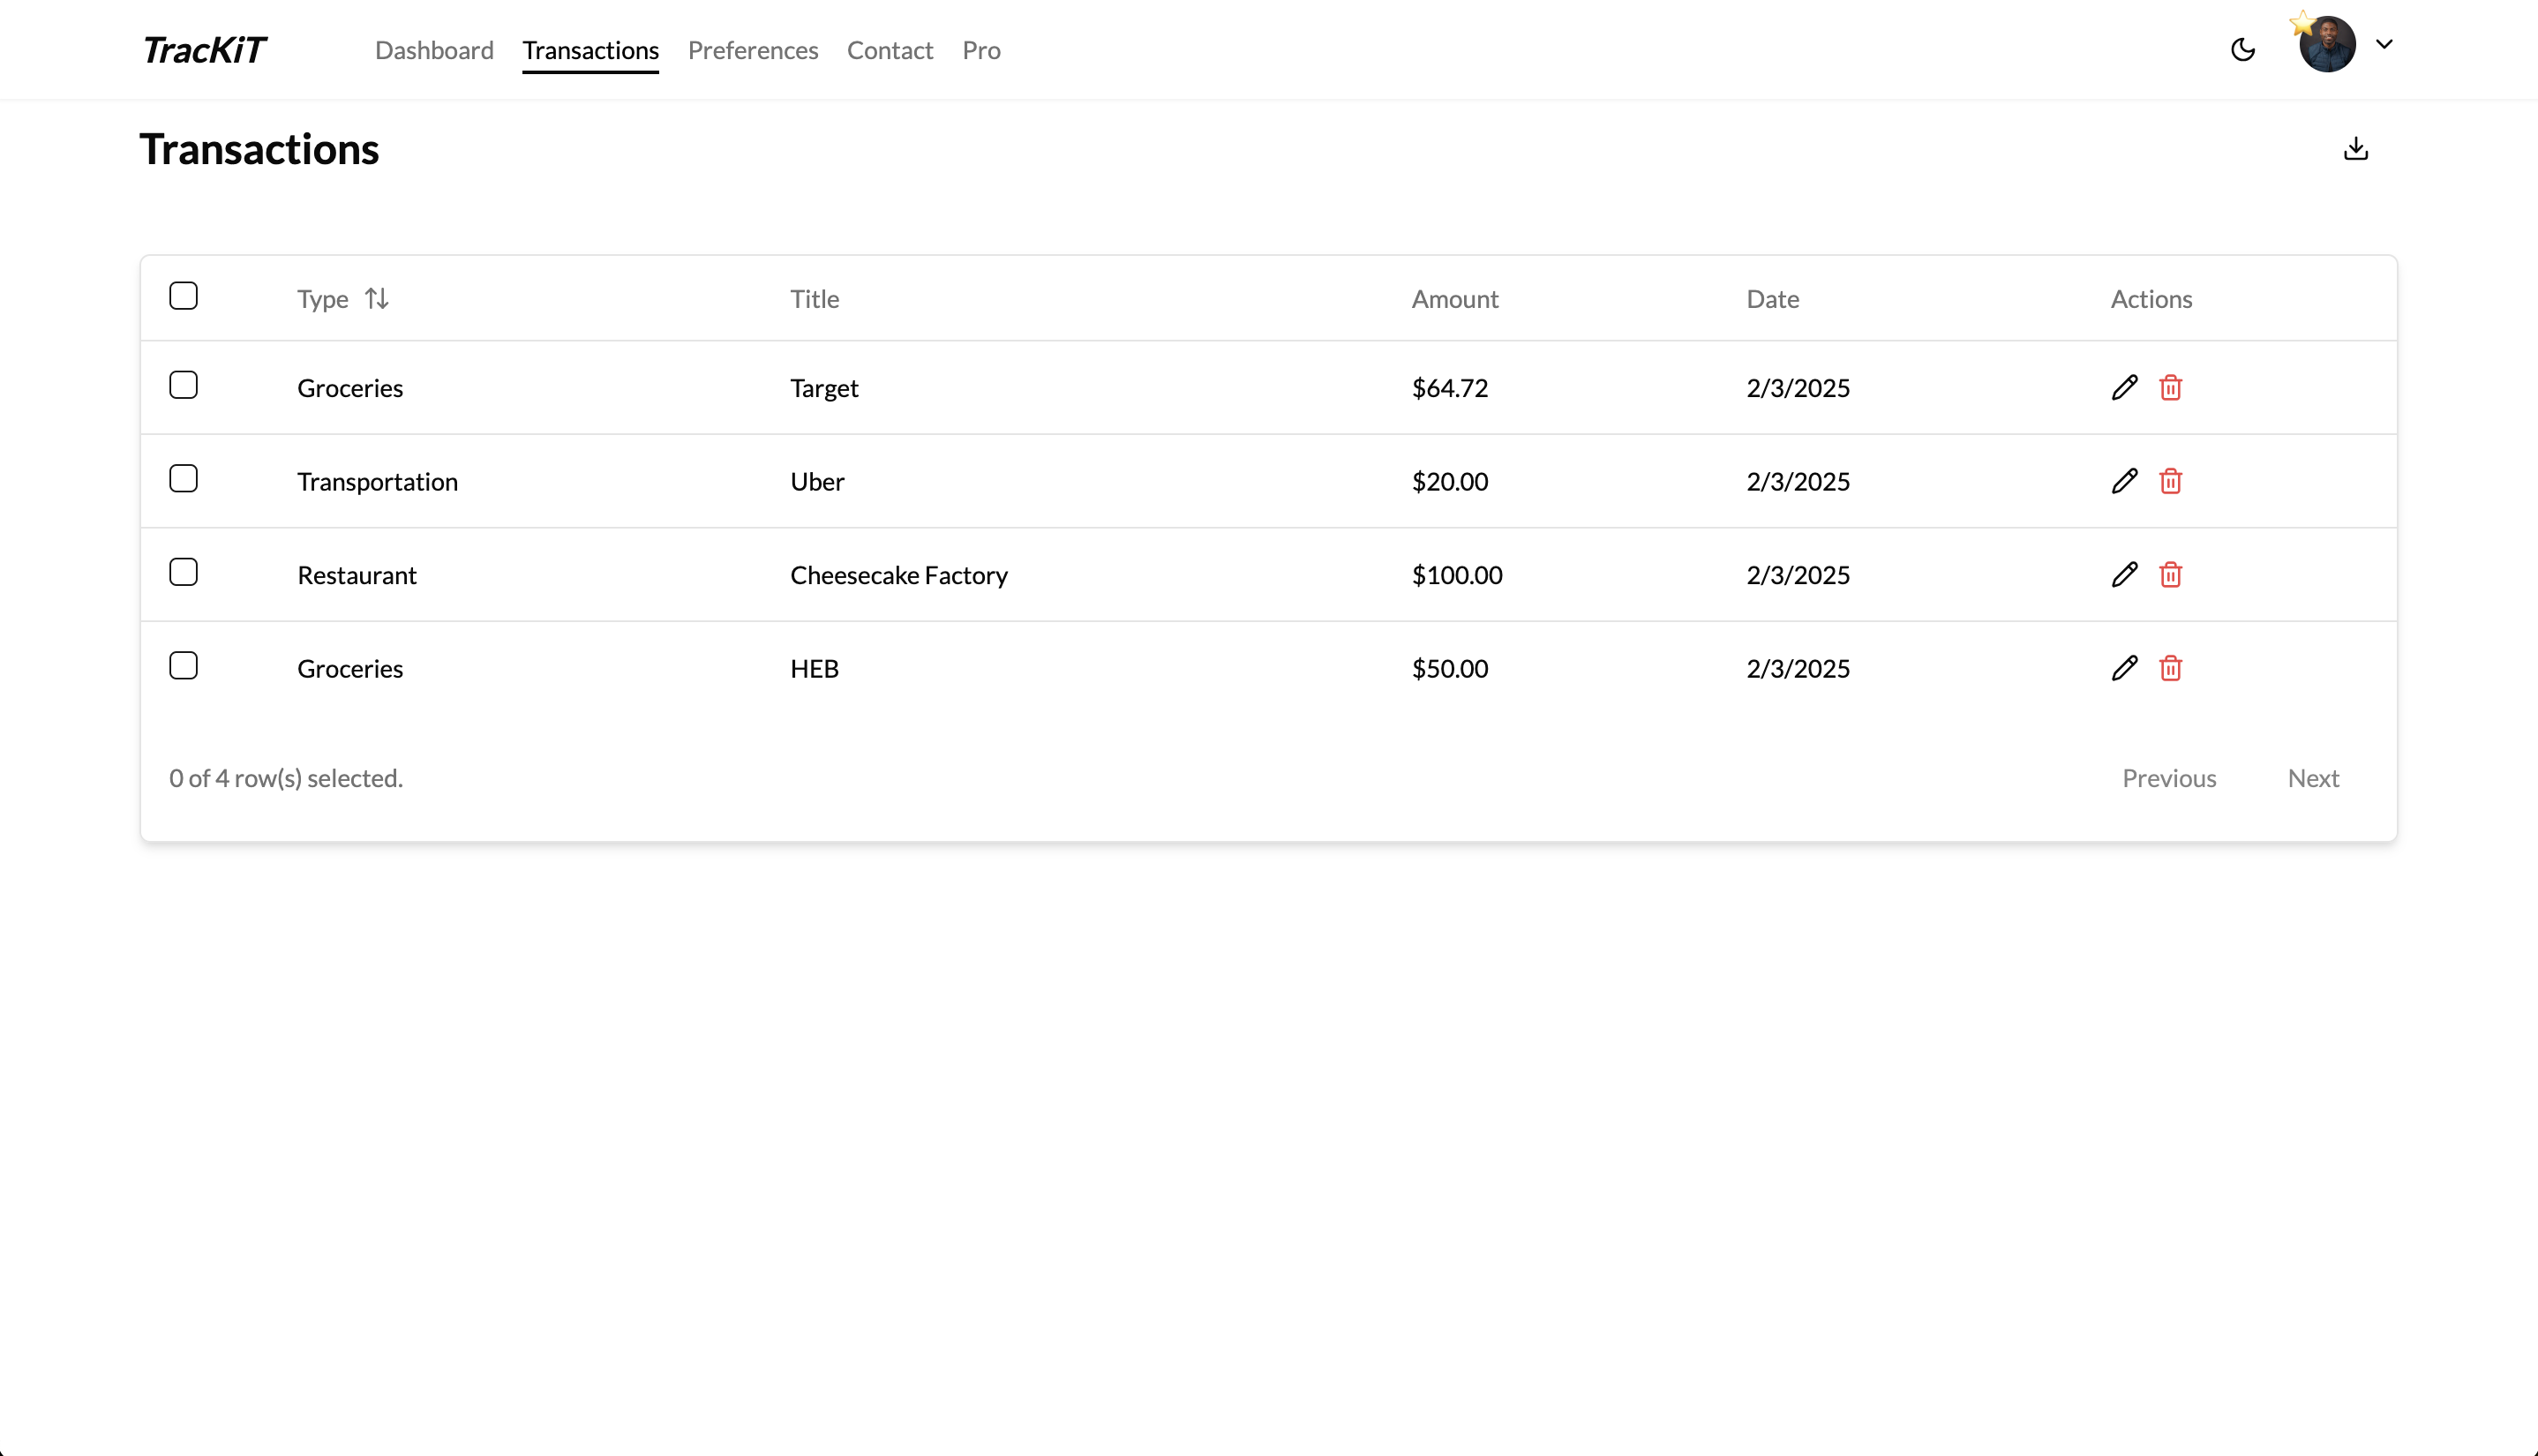 TracKiT Dashboard Transactions Preferences Contact Pro
Transactions
Type Title Amount Date Actions
Groceries Target $64.72 2/3/2025
Transportation Uber $20.00 2/3/2025
Restaurant Cheesecake Factory $100.00 2/3/2025
Groceries HEB $50.00 2/3/2025
0 of 4 row(s) selected. Previous Next